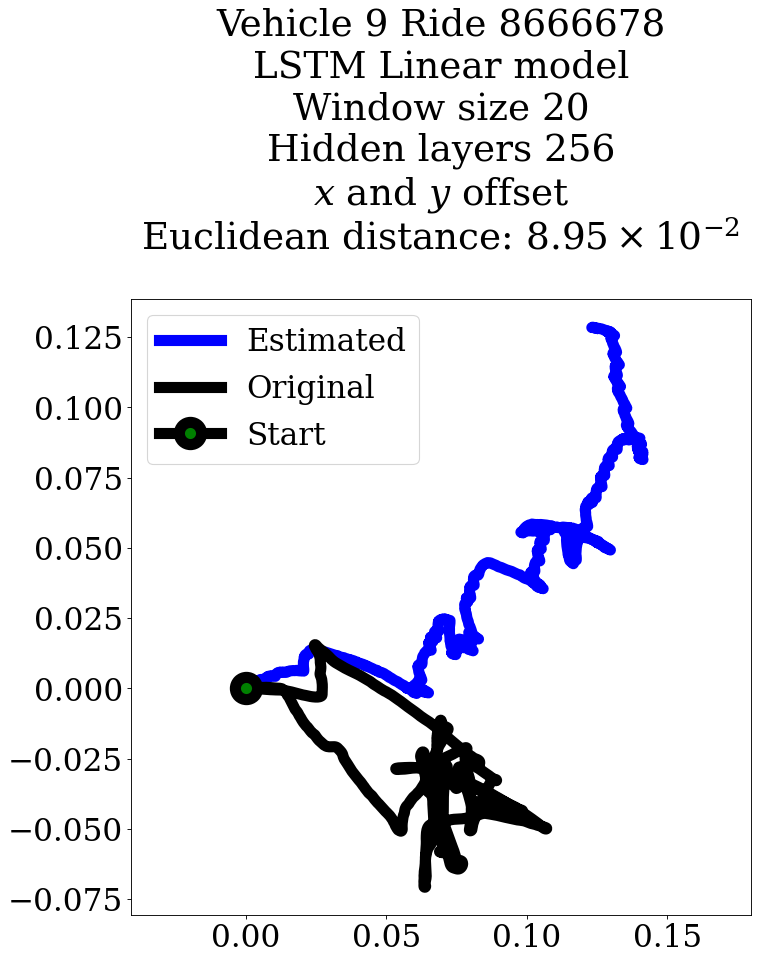 Vehicle 9 Ride 8666678
LSTM Linear model
Window size 20
Hidden layers 256
x and y offset
Euclidean distance: 8.95 × 10⁻²
Estimated
Original
Start
0.125
0.100
0.075
0.050
0.025
0.000
−0.025
−0.050
−0.075
0.00 0.05 0.10 0.15